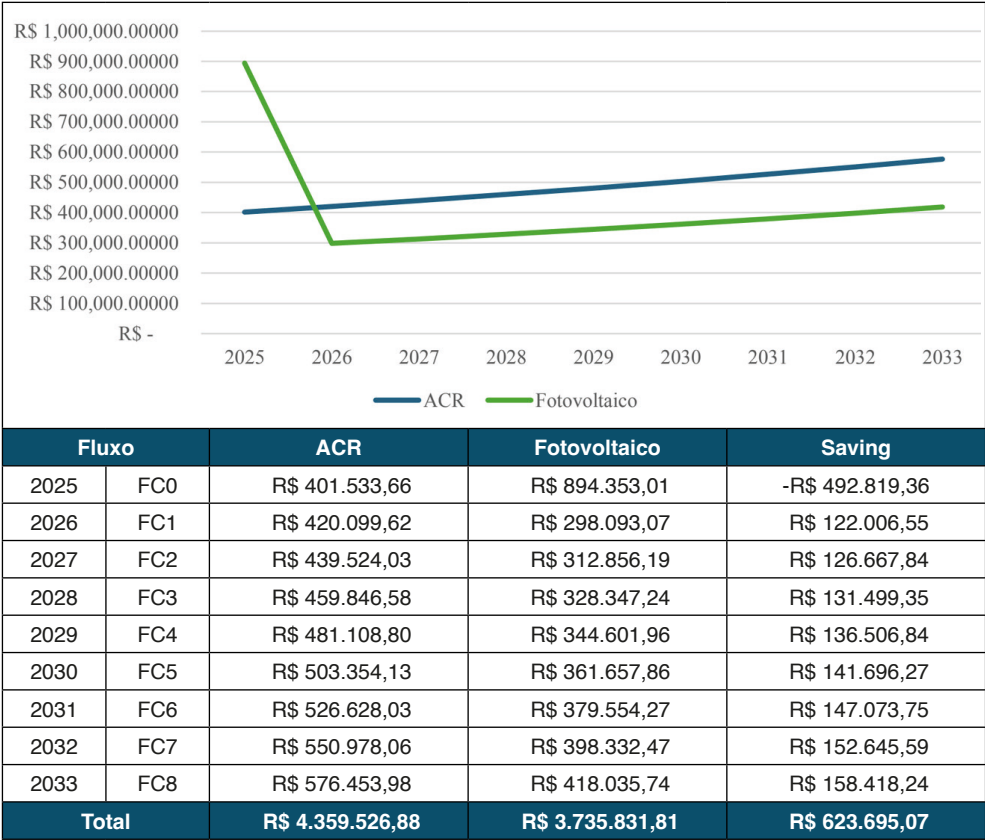 R$ 1,000,000.00000
R$ 900,000.00000
R$ 800,000.00000
R$ 700,000.00000
R$ 600,000.00000
R$ 500,000.00000
R$ 400,000.00000
R$ 300,000.00000
R$ 200,000.00000
R$ 100,000.00000
R$ -
2025 2026 2027 2028 2029 2030 2031 2032 2033
ACR Fotovoltaico
Fluxo ACR Fotovoltaico Saving
2025 FC0 R$ 401.533,66 R$ 894.353,01 -R$ 492.819,36
2026 FC1 R$ 420.099,62 R$ 298.093,07 R$ 122.006,55
2027 FC2 R$ 439.524,03 R$ 312.856,19 R$ 126.667,84
2028 FC3 R$ 459.846,58 R$ 328.347,24 R$ 131.499,35
2029 FC4 R$ 481.108,80 R$ 344.601,96 R$ 136.506,84
2030 FC5 R$ 503.354,13 R$ 361.657,86 R$ 141.696,27
2031 FC6 R$ 526.628,03 R$ 379.554,27 R$ 147.073,75
2032 FC7 R$ 550.978,06 R$ 398.332,47 R$ 152.645,59
2033 FC8 R$ 576.453,98 R$ 418.035,74 R$ 158.418,24
Total R$ 4.359.526,88 R$ 3.735.831,81 R$ 623.695,07